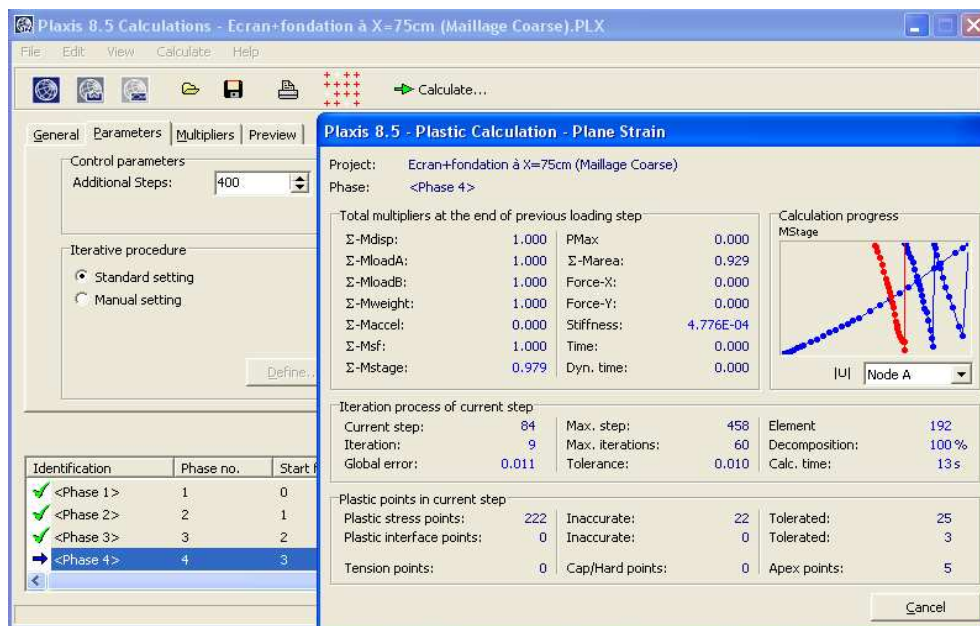 Plaxis 8.5 Calculations - Ecran+fondation à X=75cm (Maillage Coarse).PLX
File Edit View Calculate Help
Calculate...
General Parameters Multipliers Preview
Control parameters
Additional Steps: 400
Iterative procedure
Standard setting
Manual setting
Define..
Identification Phase no. Start f
<Phase 1> 1 0
<Phase 2> 2 1
<Phase 3> 3 2
<Phase 4> 4 3
Plaxis 8.5 - Plastic Calculation - Plane Strain
Project: Ecran+fondation à X=75cm (Maillage Coarse)
Phase: <Phase 4>
Total multipliers at the end of previous loading step
Σ-Mdisp: 1.000 PMax 0.000
Σ-MloadA: 1.000 Σ-Marea: 0.929
Σ-MloadB: 1.000 Force-X: 0.000
Σ-Mweight: 1.000 Force-Y: 0.000
Σ-Maccel: 0.000 Stiffness: 4.776E-04
Σ-Msf: 1.000 Time: 0.000
Σ-Mstage: 0.979 Dyn. time: 0.000
Calculation progress
MStage
|U| Node A
Iteration process of current step
Current step: 84 Max. step: 458 Element 192
Iteration: 9 Max. iterations: 60 Decomposition: 100 %
Global error: 0.011 Tolerance: 0.010 Calc. time: 13 s
Plastic points in current step
Plastic stress points: 222 Inaccurate: 22 Tolerated: 25
Plastic interface points: 0 Inaccurate: 0 Tolerated: 3
Tension points: 0 Cap/Hard points: 0 Apex points: 5
Cancel